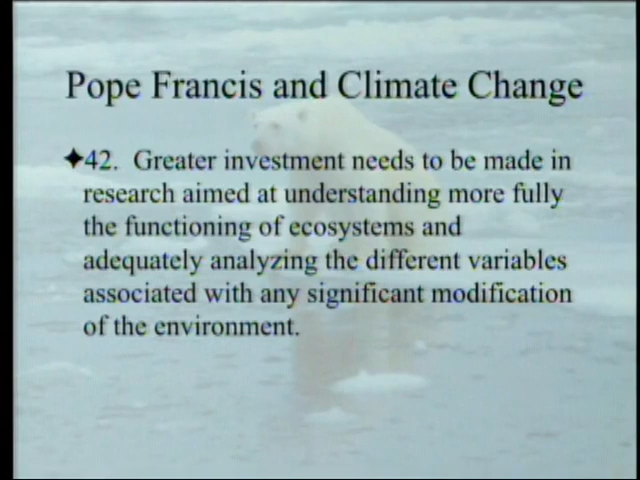 Pope Francis and Climate Change
✦42. Greater investment needs to be made in
research aimed at understanding more fully
the functioning of ecosystems and
adequately analyzing the different variables
associated with any significant modification
of the environment.